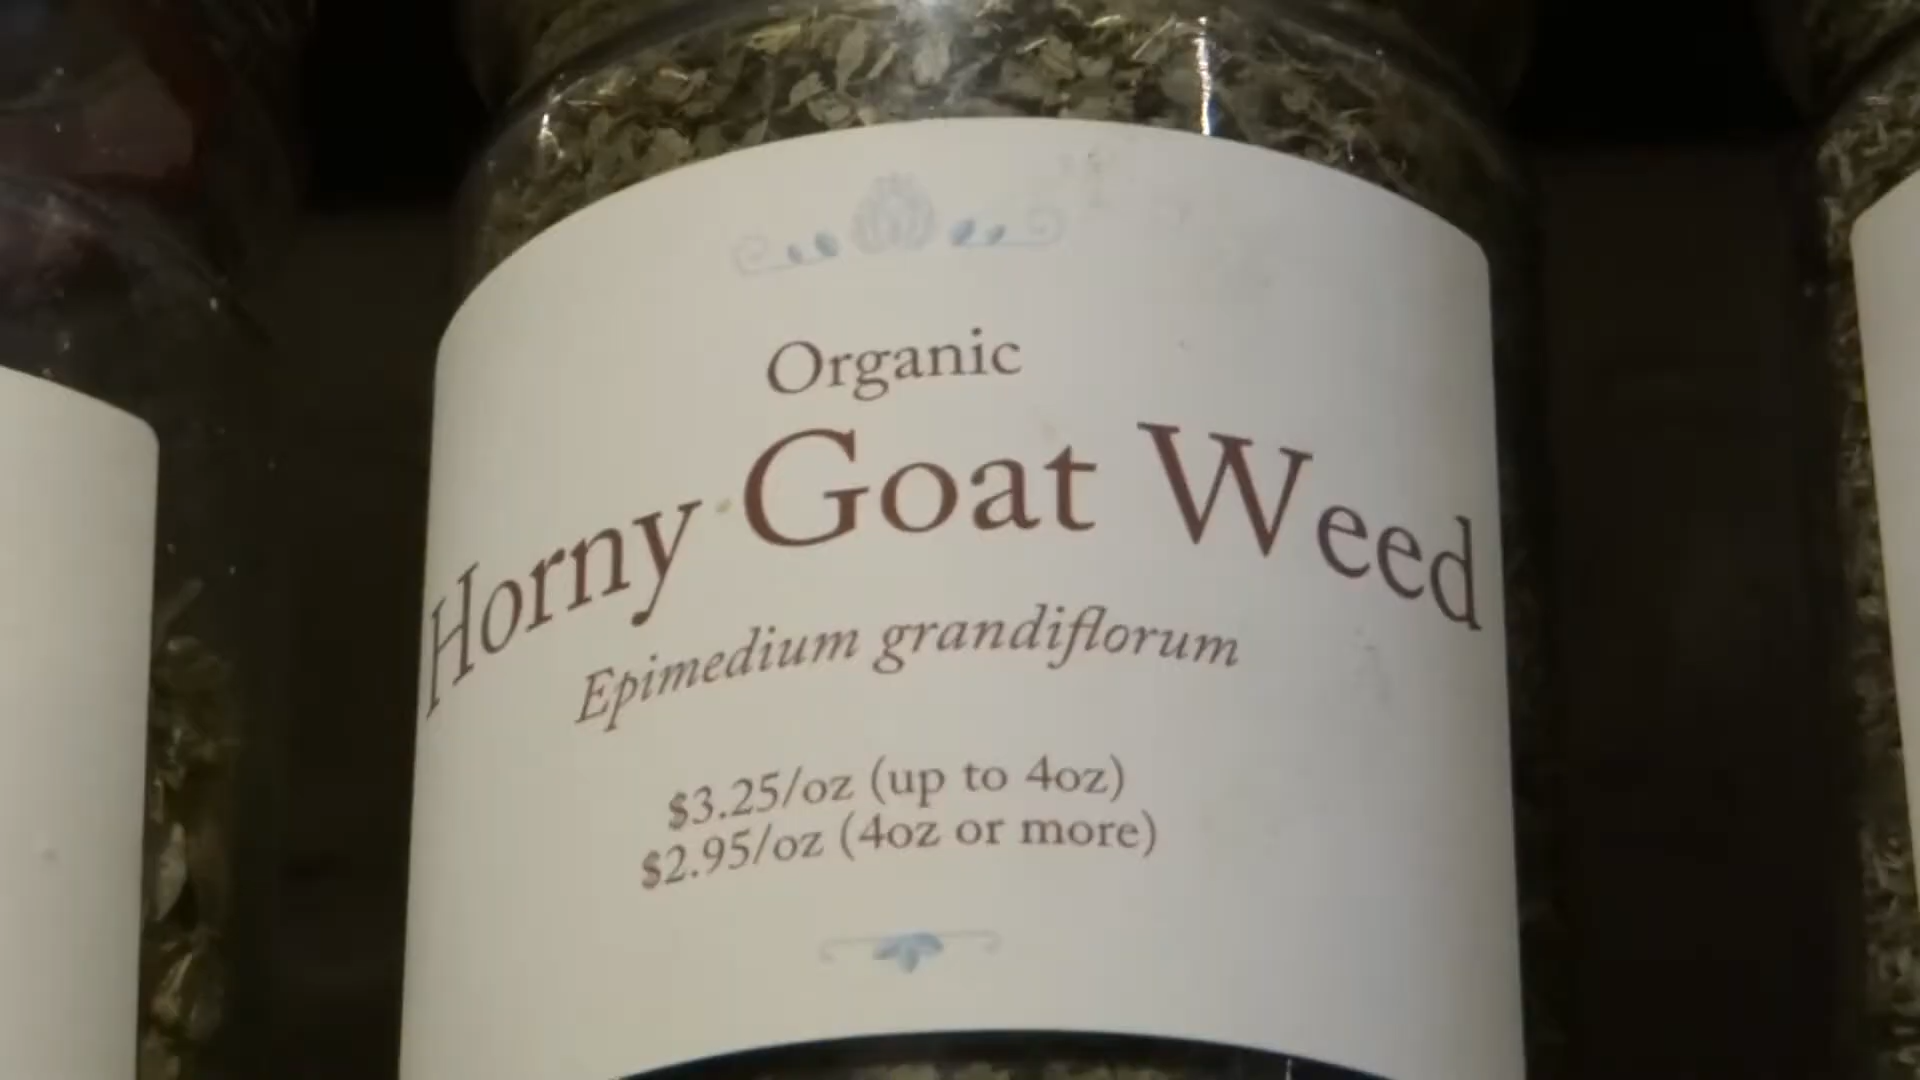 Organic
Horny Goat Weed
Epimedium grandiflorum
$3.25/oz (up to 4oz)
$2.95/oz (4oz or more)